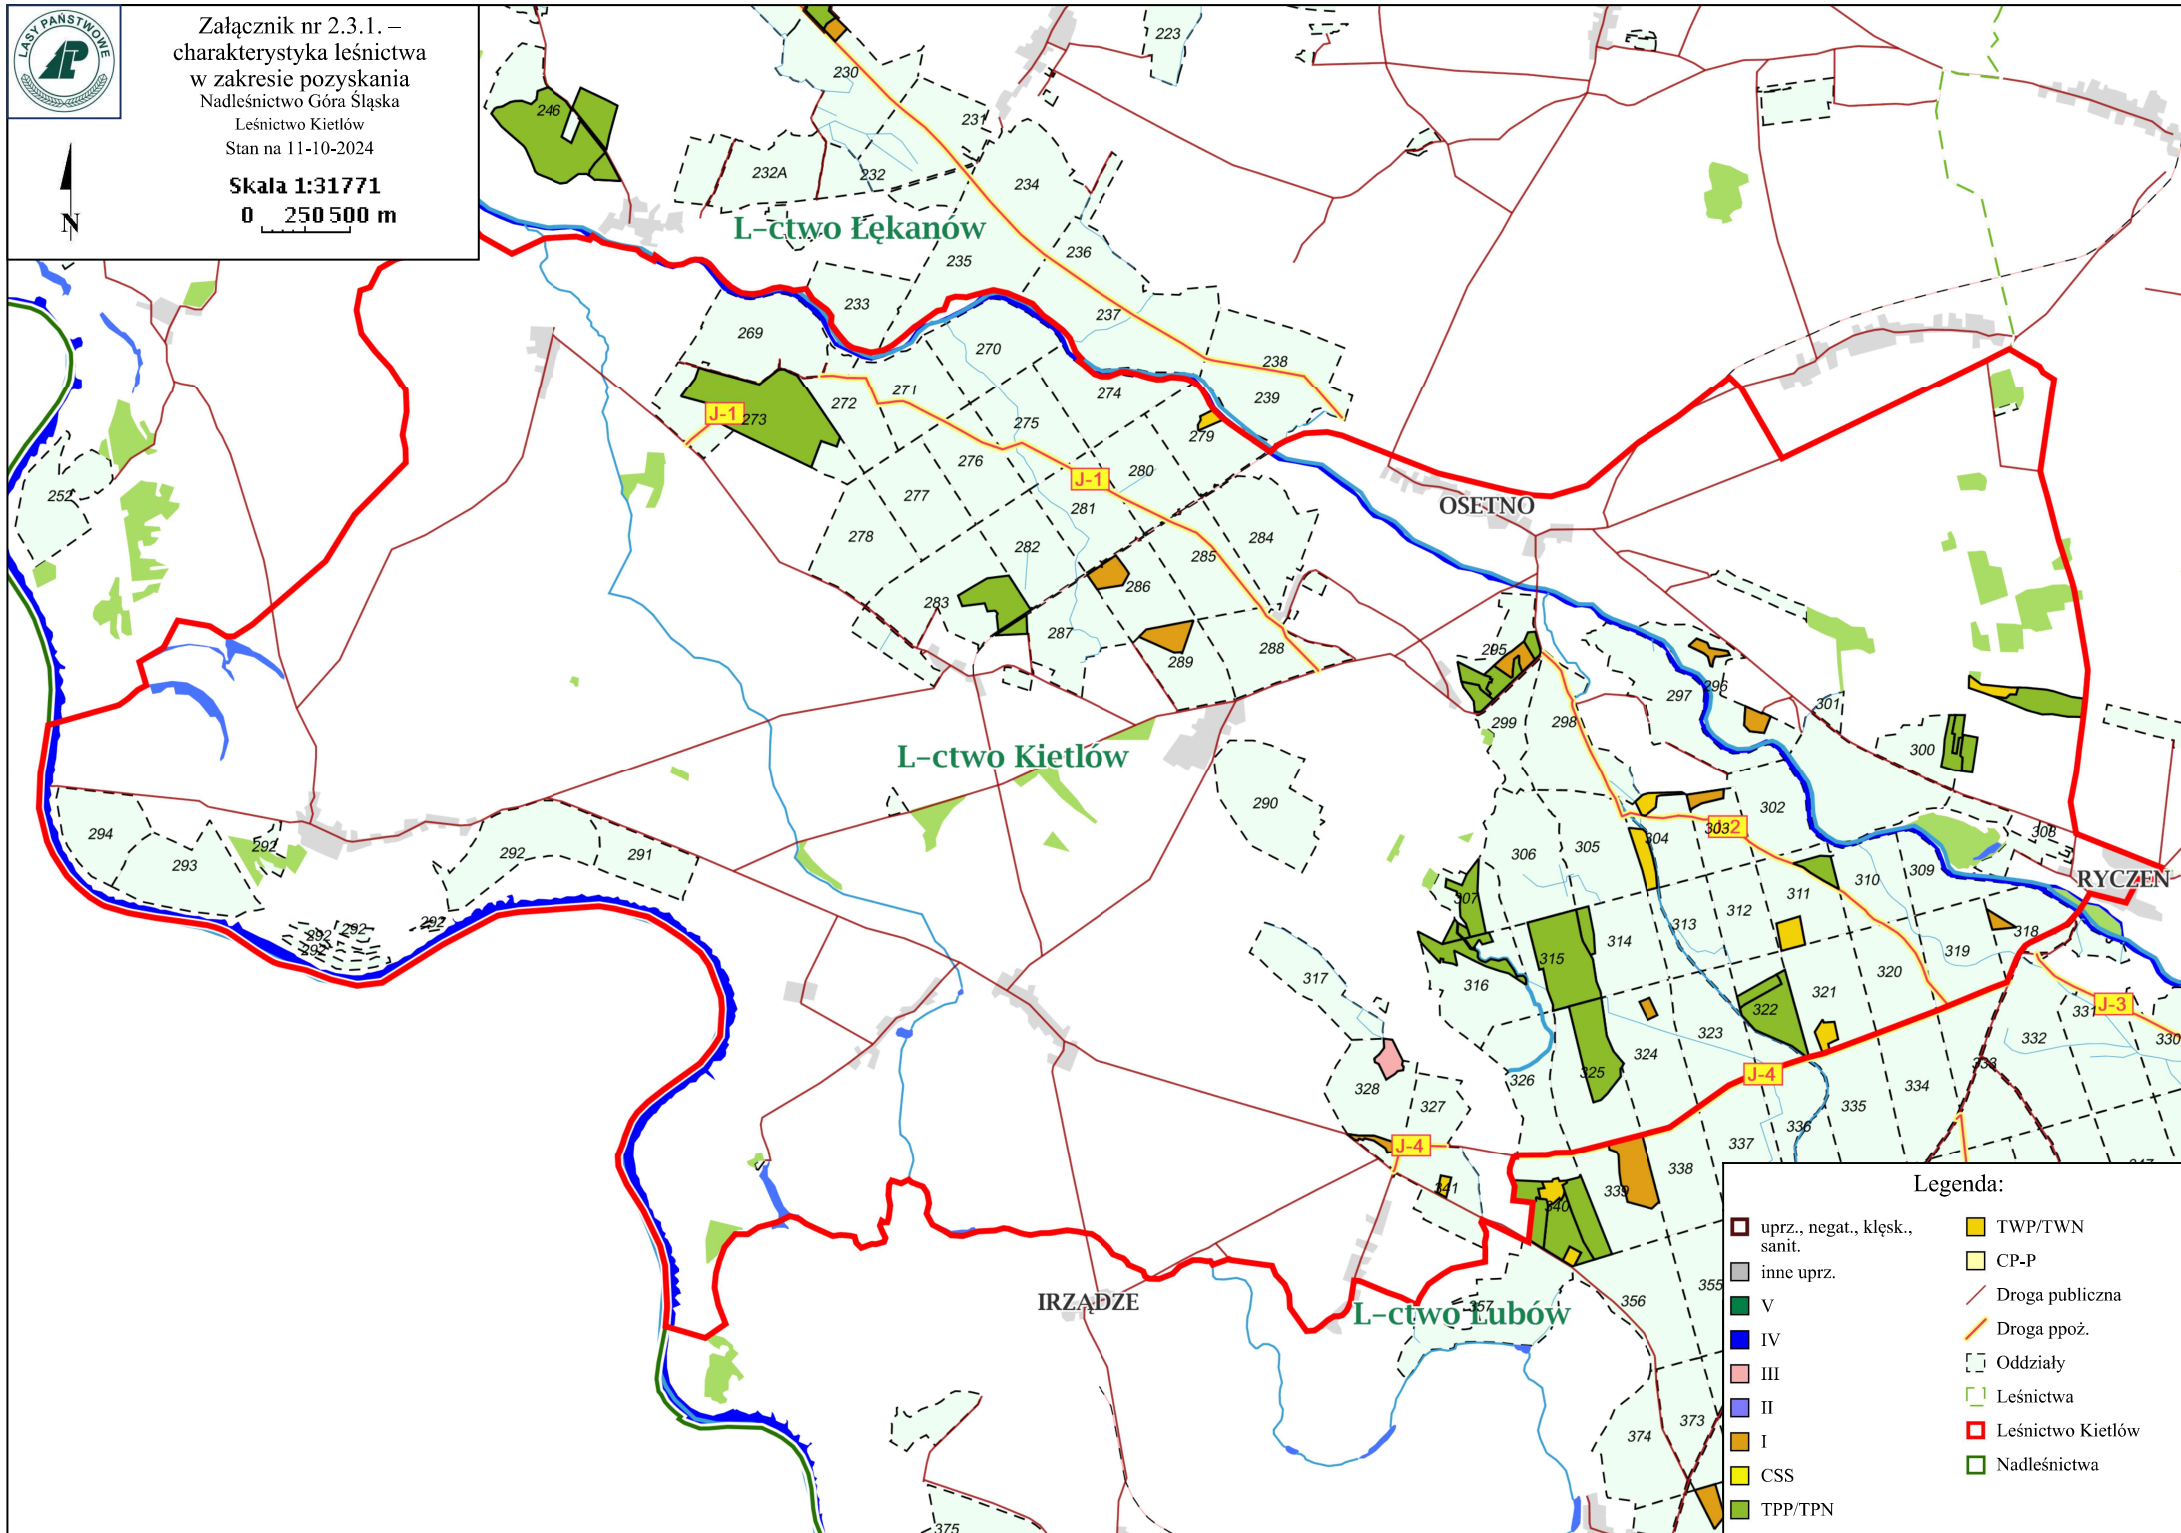 LASY PAŃSTWOWE
Załącznik nr 2.3.1. –
charakterystyka leśnictwa
w zakresie pozyskania
Nadleśnictwo Góra Śląska
Leśnictwo Kietlów
Stan na 11-10-2024
Skala 1:31771
0 250 500 m
N
223
230
246
231
232A
232
234
L-ctwo Łękanów
236
235
233
237
269
270
238
271
274
239
272
J-1
273
275
279
276
280
J-1
252
277
281
OSETNO
278
282
284
285
286
283
287
288
289
295
296
297
301
299
298
300
L-ctwo Kietlów
290
302
303
294
304
308
292
305
293
292
291
306
309
310
RYCZEŃ
307
311
312
292
292
292
292
313
318
314
319
315
317
320
316
321
322
331
J-3
323
332
330
324
333
J-4
325
326
328
334
327
335
336
J-4
337
338
341
339
340
355
356
IRZĄDZE
357
L-ctwo Lubów
373
374
375
Legenda:
uprz., negat., klęsk.,
sanit.
inne uprz.
V
IV
III
II
I
CSS
TPP/TPN
TWP/TWN
CP-P
Droga publiczna
Droga ppoż.
Oddziały
Leśnictwa
Leśnictwo Kietlów
Nadleśnictwa